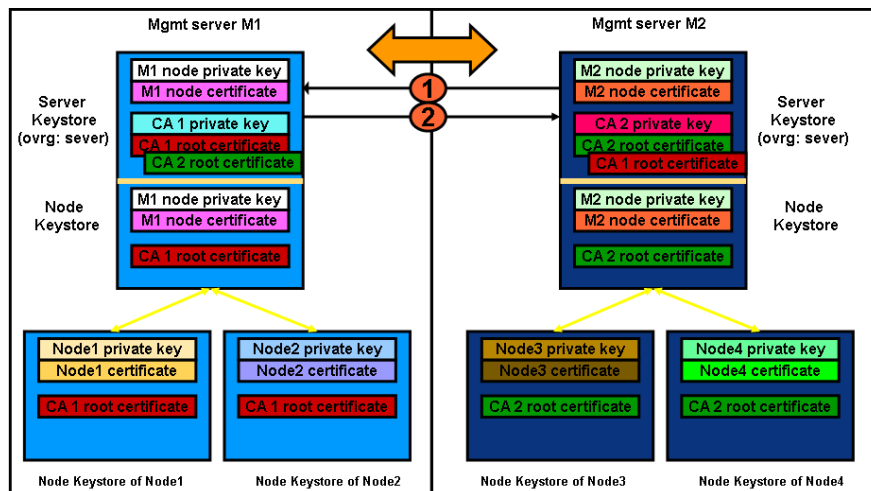 Mgmt server M1
Mgmt server M2
Server
Keystore
(ovrg: sever)
M1 node private key
M1 node certificate
CA 1 private key
CA 1 root certificate
CA 2 root certificate
1
2
M2 node private key
M2 node certificate
CA 2 private key
CA 2 root certificate
CA 1 root certificate
Server
Keystore
(ovrg: sever)
Node
Keystore
M1 node private key
M1 node certificate
CA 1 root certificate
M2 node private key
M2 node certificate
CA 2 root certificate
Node
Keystore
Node1 private key
Node1 certificate
CA 1 root certificate
Node2 private key
Node2 certificate
CA 1 root certificate
Node3 private key
Node3 certificate
CA 2 root certificate
Node4 private key
Node4 certificate
CA 2 root certificate
Node Keystore of Node1
Node Keystore of Node2
Node Keystore of Node3
Node Keystore of Node4